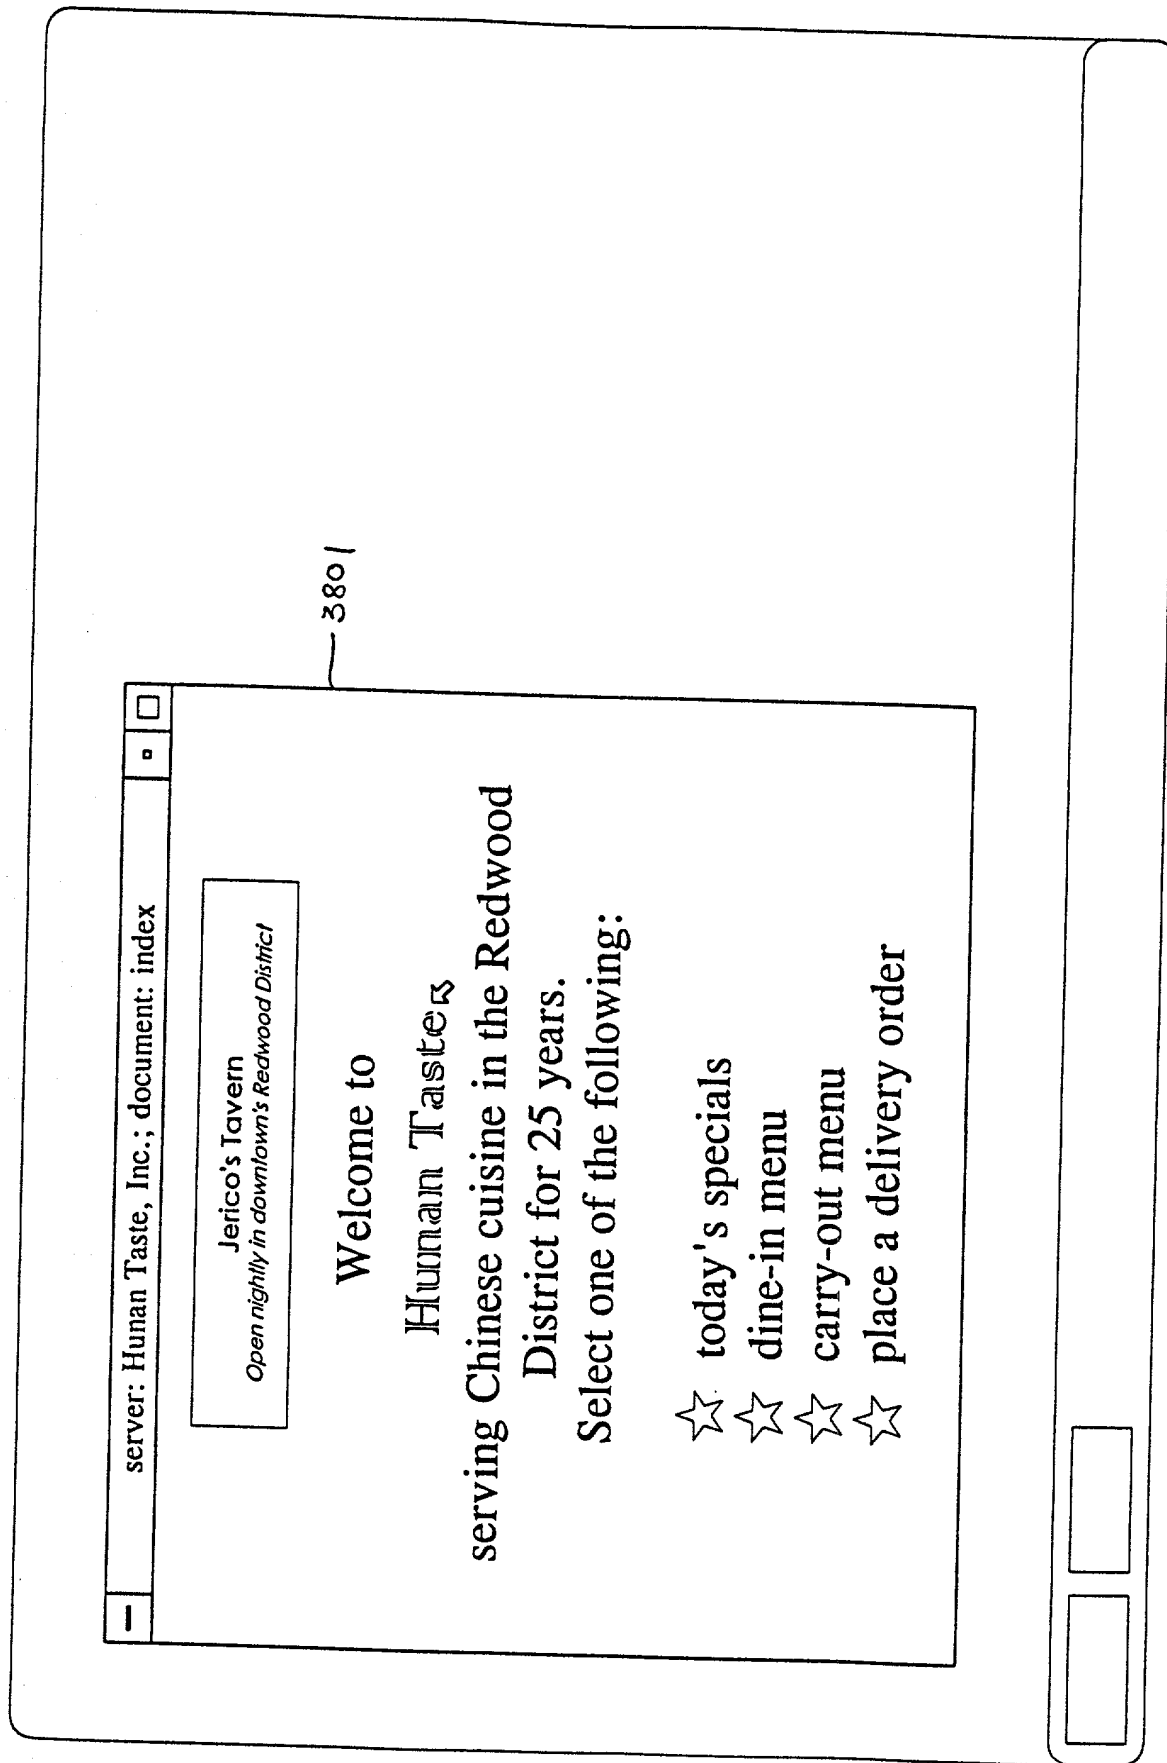 server: Hunan Taste, Inc.; document: index
Jerico's Tavern
Open nightly in downtown's Redwood District
3801
Welcome to
Hunan Taste
serving Chinese cuisine in the Redwood
District for 25 years.
Select one of the following:
today's specials
dine-in menu
carry-out menu
place a delivery order